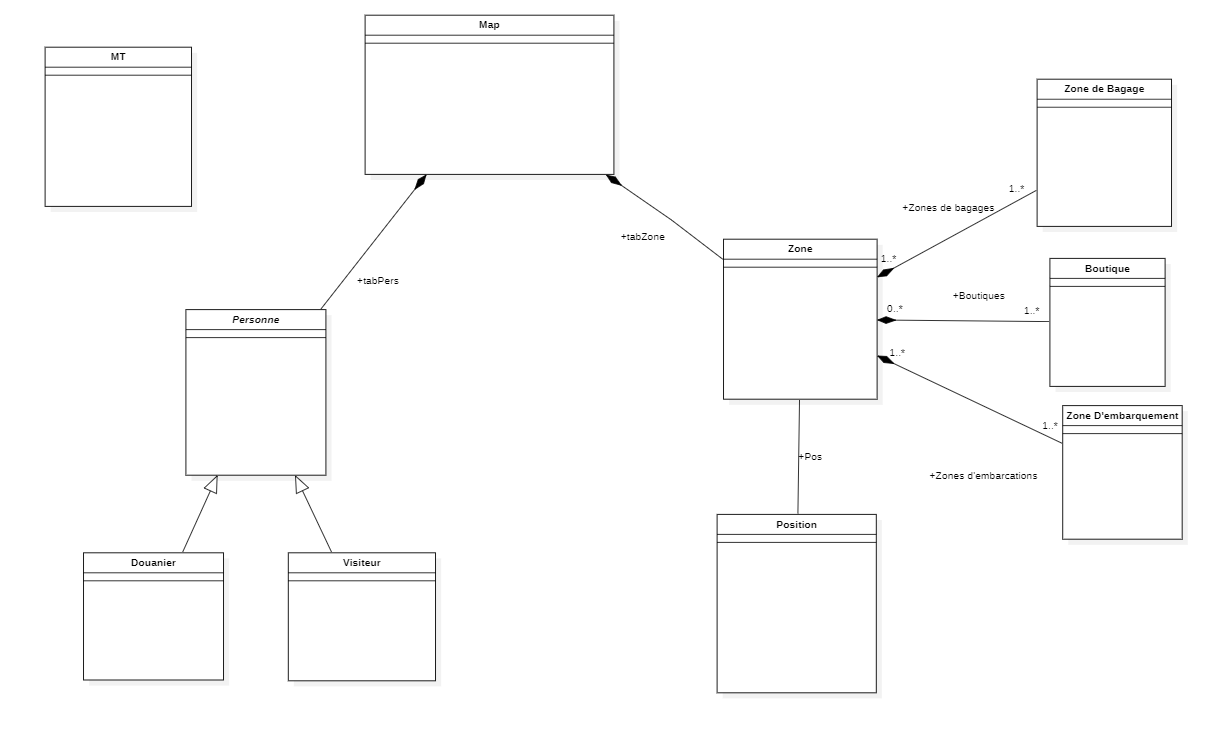 Map
MT
Zone de Bagage
1..*
+Zones de bagages
+tabZone
Zone
1..*
Boutique
+tabPers
+Boutiques
0..*
1..*
Personne
1..*
Zone D'embarquement
1..*
+Pos
+Zones d'embarcations
Position
Douanier
Visiteur